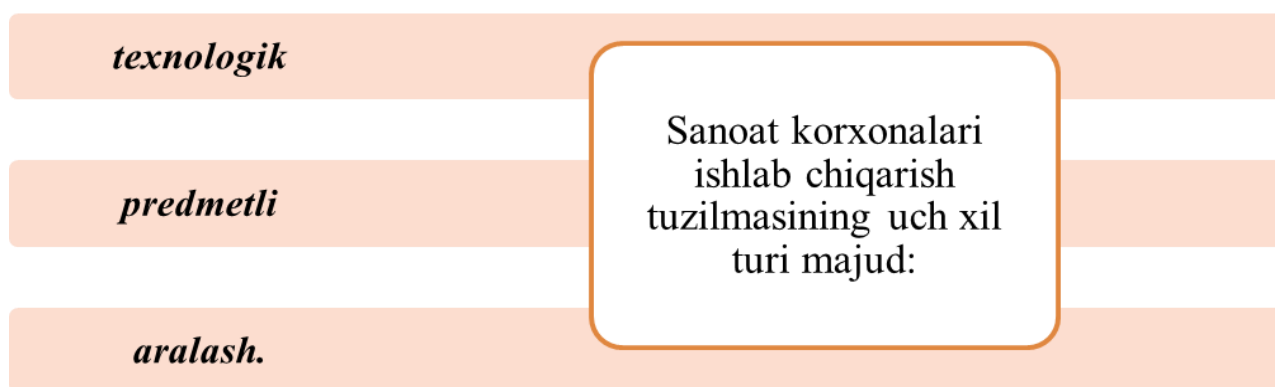 texnologik
predmetli
aralash.
Sanoat korxonalari
ishlab chiqarish
tuzilmasining uch xil
turi majud: